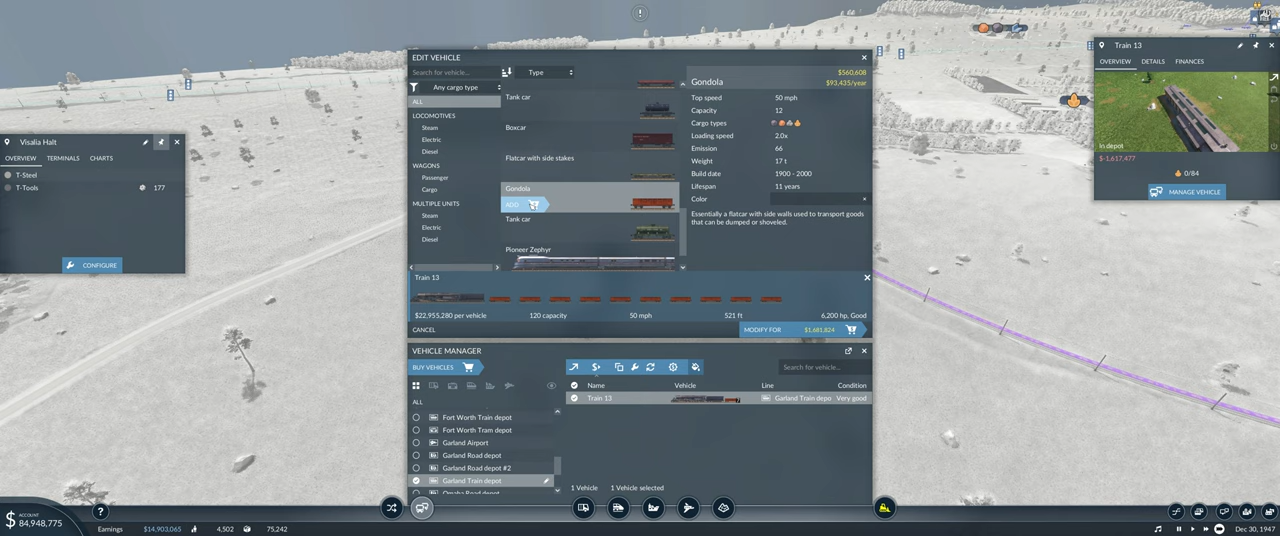 EDIT VEHICLE
Search for vehicle...
Type
Any cargo type
ALL
LOCOMOTIVES
Steam
Electric
Diesel
WAGONS
Passenger
Cargo
MULTIPLE UNITS
Steam
Electric
Diesel
Tank car
Boxcar
Flatcar with side stakes
Gondola
ADD
Tank car
Pioneer Zephyr
Gondola
$560,608
$93,435/year
Top speed 50 mph
Capacity 12
Cargo types
Loading speed 2.0x
Emission 66
Weight 17 t
Build date 1900 - 2000
Lifespan 11 years
Color
Essentially a flatcar with side walls used to transport goods
that can be dumped or shoveled.
Train 13
$22,955,280 per vehicle 120 capacity 50 mph 521 ft 6,200 hp, Good
CANCEL
MODIFY FOR $1,681,824
Visalia Halt
OVERVIEW TERMINALS CHARTS
T-Steel
T-Tools 177
CONFIGURE
Train 13
OVERVIEW DETAILS FINANCES
In depot
$-1,617,477
0/84
MANAGE VEHICLE
VEHICLE MANAGER
BUY VEHICLES
Search for vehicle...
ALL
Fort Worth Train depot
Fort Worth Tram depot
Garland Airport
Garland Road depot
Garland Road depot #2
Garland Train depot
Omaha Road depot
Name Vehicle Line Condition
Train 13 Garland Train depo Very good
1 Vehicle 1 Vehicle selected
ACCOUNT
$ 84,948,775
?
Earnings $14,903,065 4,502 75,242
Dec 30, 1947